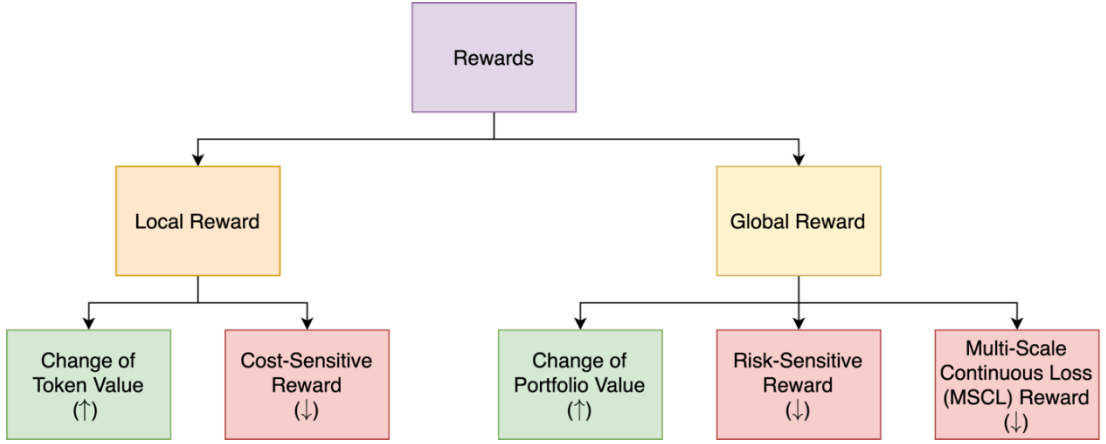 Rewards
Local Reward
Global Reward
Change of
Token Value
(↑)
Cost-Sensitive
Reward
(↓)
Change of
Portfolio Value
(↑)
Risk-Sensitive
Reward
(↓)
Multi-Scale
Continuous Loss
(MSCL) Reward
(↓)